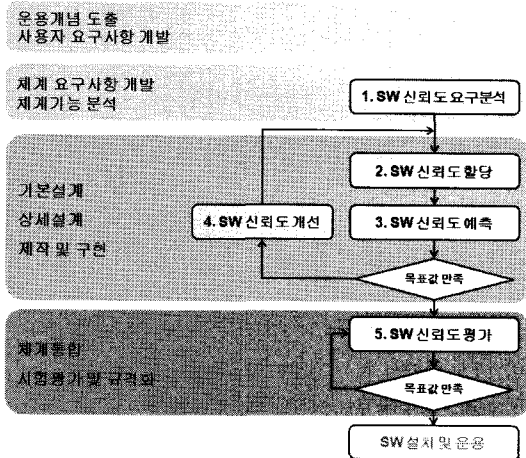 운용개념 도출
사용자 요구사항 개발
체계 요구사항 개발
체계기능 분석
1. SW 신뢰도 요구분석
2. SW 신뢰도 할당
기본설계
상세설계
제작 및 구현
4. SW 신뢰도 개선
3. SW 신뢰도 예측
목표값 만족
5. SW 신뢰도 평가
체계통합
시험평가 및 규격화
목표값 만족
SW 설치 및 운용